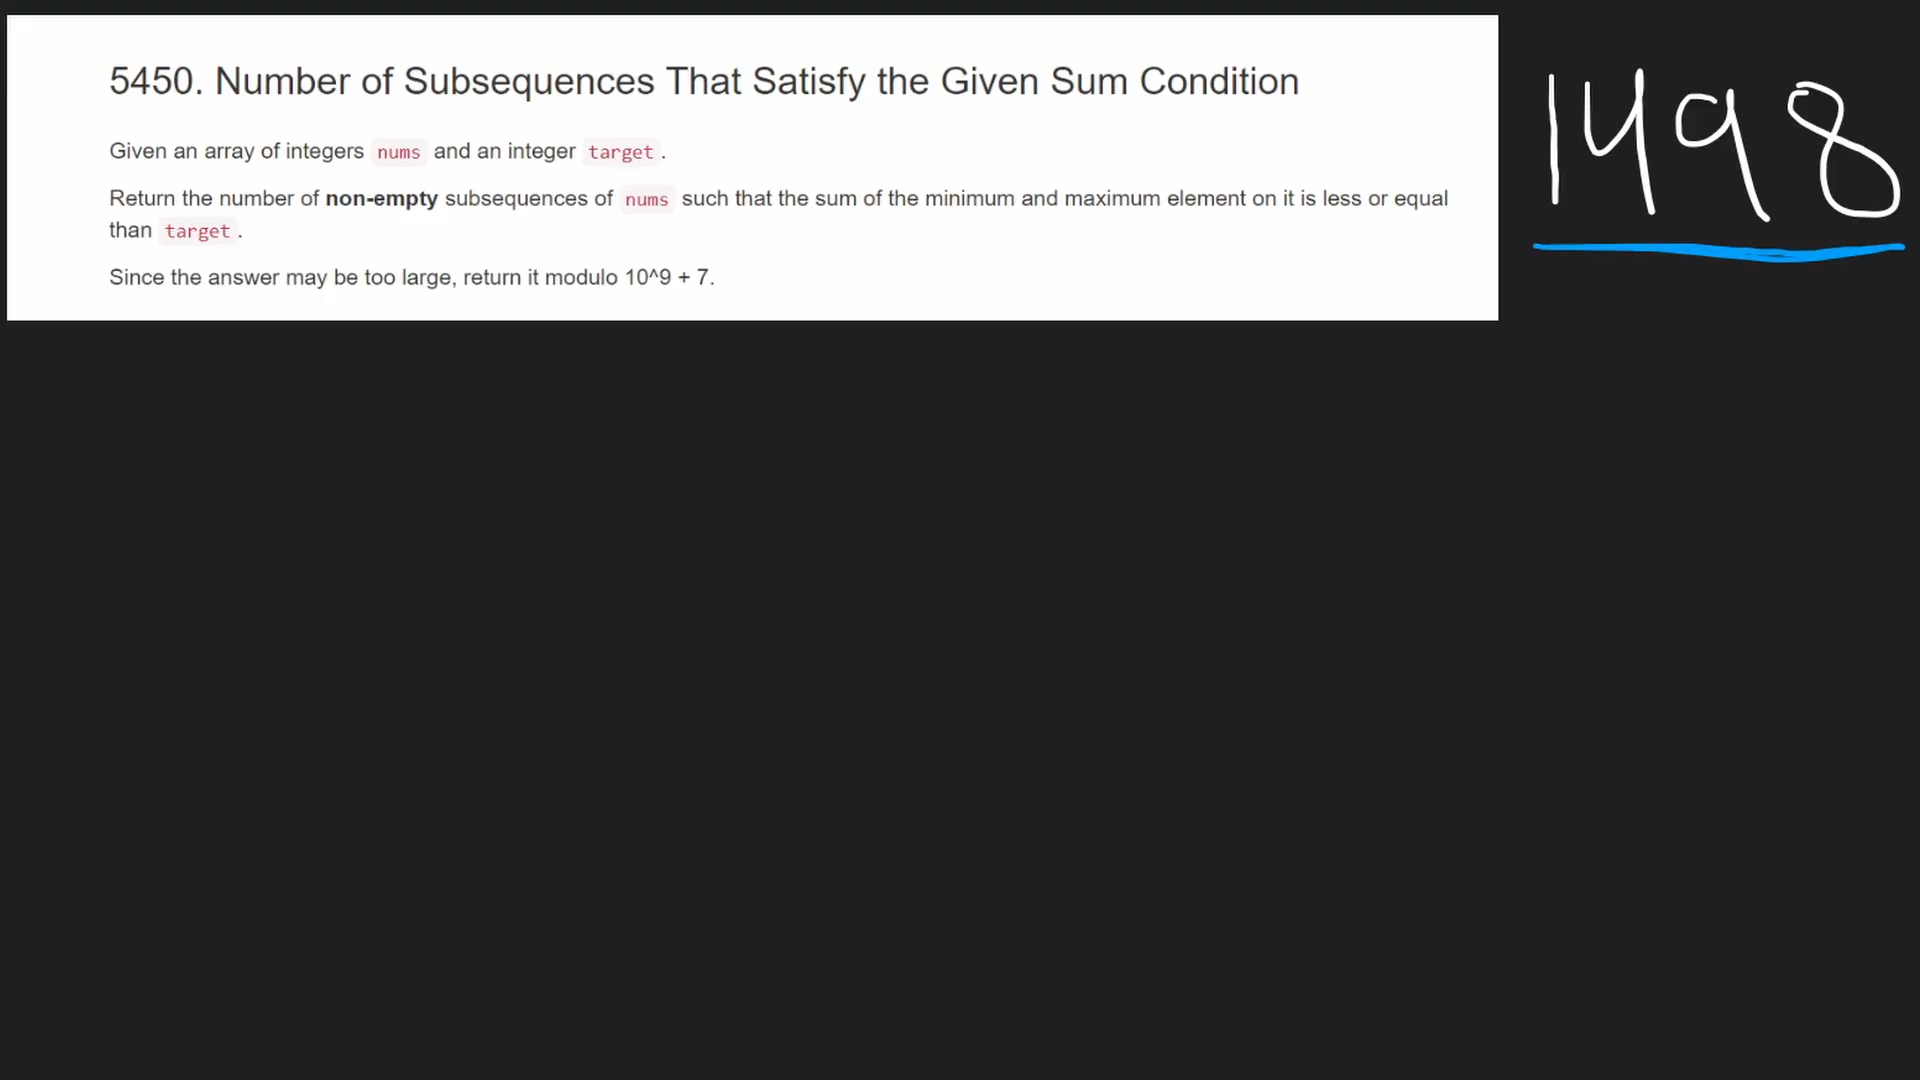 5450. Number of Subsequences That Satisfy the Given Sum Condition
1498
Given an array of integers nums and an integer target.
Return the number of non-empty subsequences of nums such that the sum of the minimum and maximum element on it is less or equal
than target.
Since the answer may be too large, return it modulo 10^9 + 7.